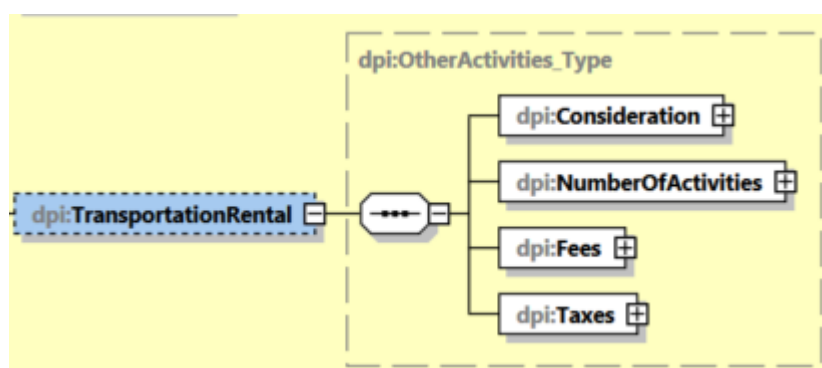 dpi:OtherActivities_Type
dpi:Consideration
dpi:NumberOfActivities
dpi:TransportationRental
dpi:Fees
dpi:Taxes